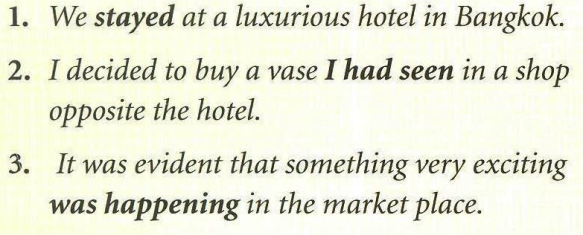 1. We stayed at a luxurious hotel in Bangkok.
2. I decided to buy a vase I had seen in a shop
opposite the hotel.
3. It was evident that something very exciting
was happening in the market place.